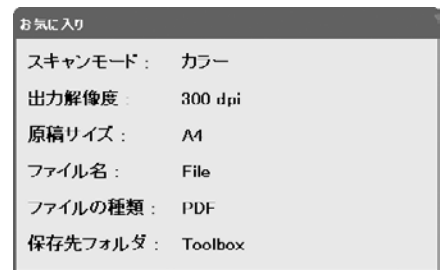 お気に入り
スキャンモード： カラー
出力解像度： 300 dpi
原稿サイズ： A4
ファイル名： File
ファイルの種類： PDF
保存先フォルダ： Toolbox